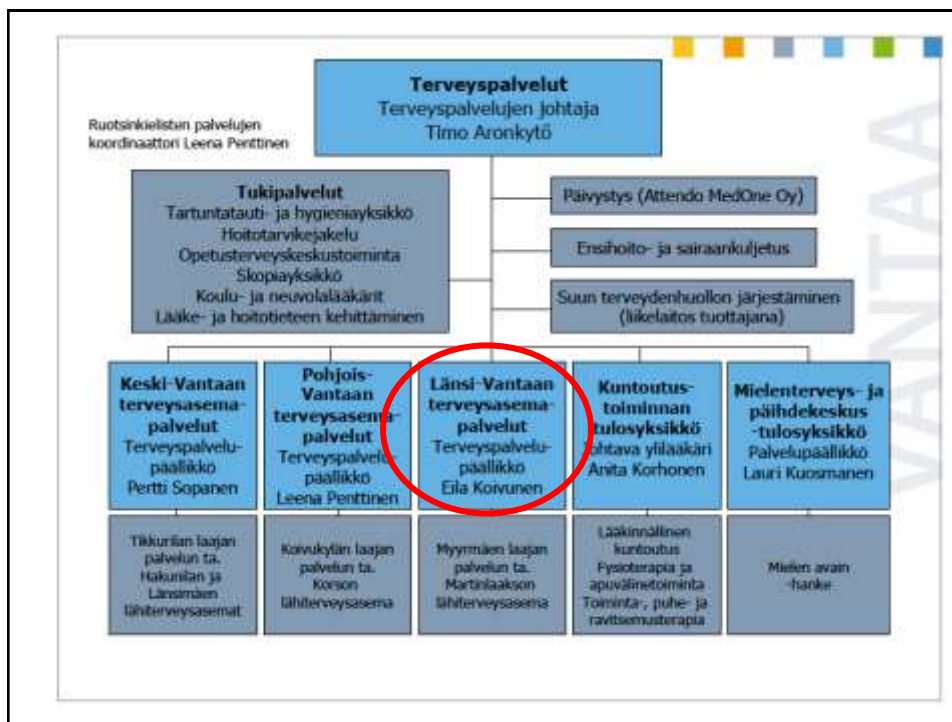 Terveyspalvelut
Terveyspalvelujen johtaja
Timo Aronkytö
Ruotsinkielisten palvelujen
koordinaattori Leena Penttinen
Tukipalvelut
Tartuntatauti- ja hygieniayksikkö
Hoitotarvikejakelu
Opetusterveyskeskustoiminta
Skopiayksikkö
Koulu- ja neuvolalääkärit
Lääke- ja hoitotieteen kehittäminen
Päivystys (Attendo MedOne Oy)
Ensihoito- ja sairaankuljetus
Suun terveydenhuollon järjestäminen
(liikelaitos tuottajana)
Keski-Vantaan
terveysasema-
palvelut
Terveyspalvelu-
päällikkö
Pertti Sopanen
Pohjois-
Vantaan
terveysasema-
palvelut
Terveyspalvelu-
päällikkö
Leena Penttinen
Länsi-Vantaan
terveysasema-
palvelut
Terveyspalvelu-
päällikkö
Eila Koivunen
Kuntoutus-
toiminnan
tulosyksikkö
Johtava ylilääkäri
Anita Korhonen
Mielenterveys- ja
päihdekeskus
-tulosyksikkö
Palvelupäällikkö
Lauri Kuosmanen
Tikkurilan laajan
palvelun ta.
Hakunilan ja
Länsimäen
lähiterveysasemat
Koivukylän laajan
palvelun ta.
Korson
lähiterveysasema
Myyrmäen laajan
palvelun ta.
Martinlaakson
lähiterveysasema
Lääkinnällinen
kuntoutus
Fysioterapia ja
apuvälinetoiminta
Toiminta-, puhe- ja
ravitsemusterapia
Mielen avain
-hanke
VANTAA